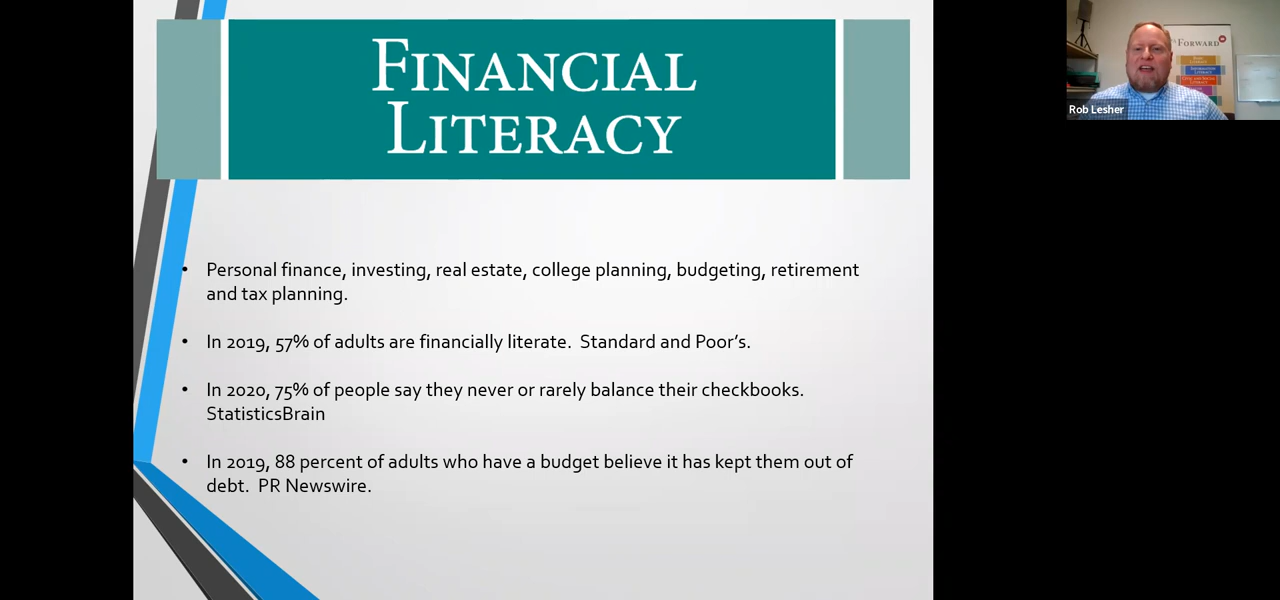 FINANCIAL
LITERACY
• Personal finance, investing, real estate, college planning, budgeting, retirement
and tax planning.
• In 2019, 57% of adults are financially literate.  Standard and Poor’s.
• In 2020, 75% of people say they never or rarely balance their checkbooks.
StatisticsBrain
• In 2019, 88 percent of adults who have a budget believe it has kept them out of
debt.  PR Newswire.
FORWARD
Rob Lesher